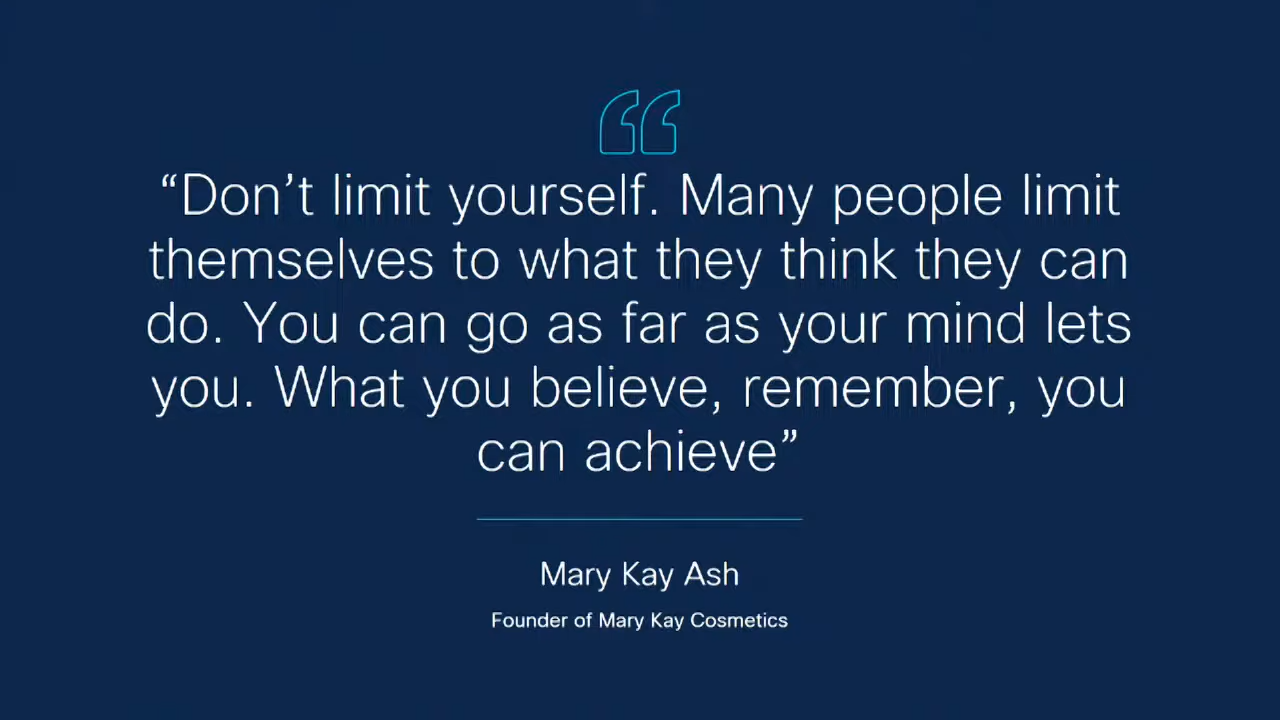 “Don’t limit yourself. Many people limit
themselves to what they think they can
do. You can go as far as your mind lets
you. What you believe, remember, you
can achieve”
Mary Kay Ash
Founder of Mary Kay Cosmetics